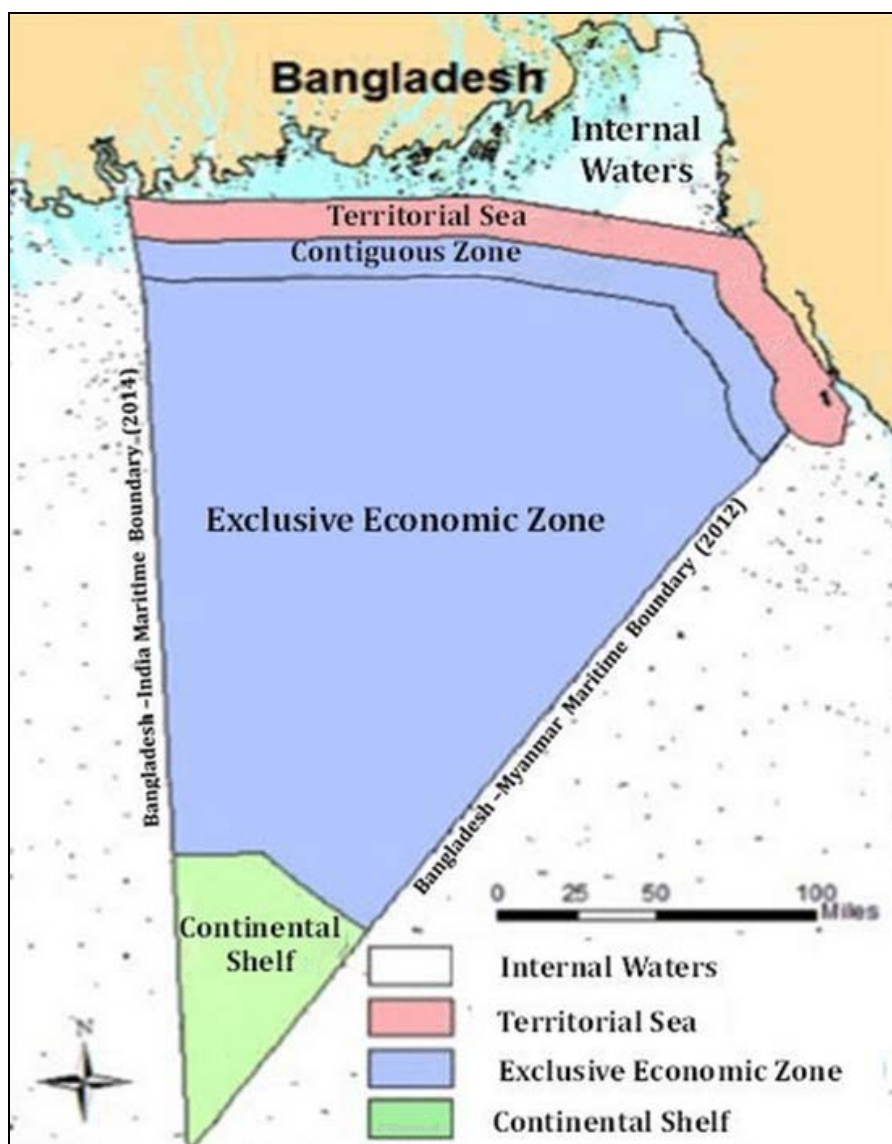 Bangladesh
Internal
Waters
Territorial Sea
Contiguous Zone
Bangladesh -India Maritime Boundary (2014)
Exclusive Economic Zone
Bangladesh -Myanmar Maritime Boundary (2012)
Continental
Shelf
0 25 50 100
Miles
Internal Waters
Territorial Sea
Exclusive Economic Zone
Continental Shelf
N